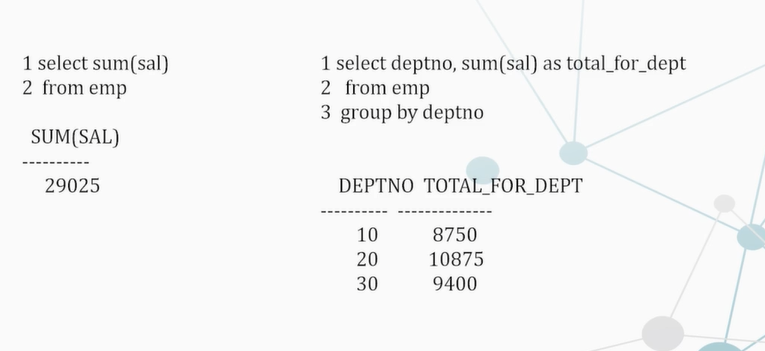 1 select sum(sal)
2 from emp
SUM(SAL)
----------
29025
1 select deptno, sum(sal) as total_for_dept
2 from emp
3 group by deptno
DEPTNO TOTAL_FOR_DEPT
---------- --------------
10 8750
20 10875
30 9400